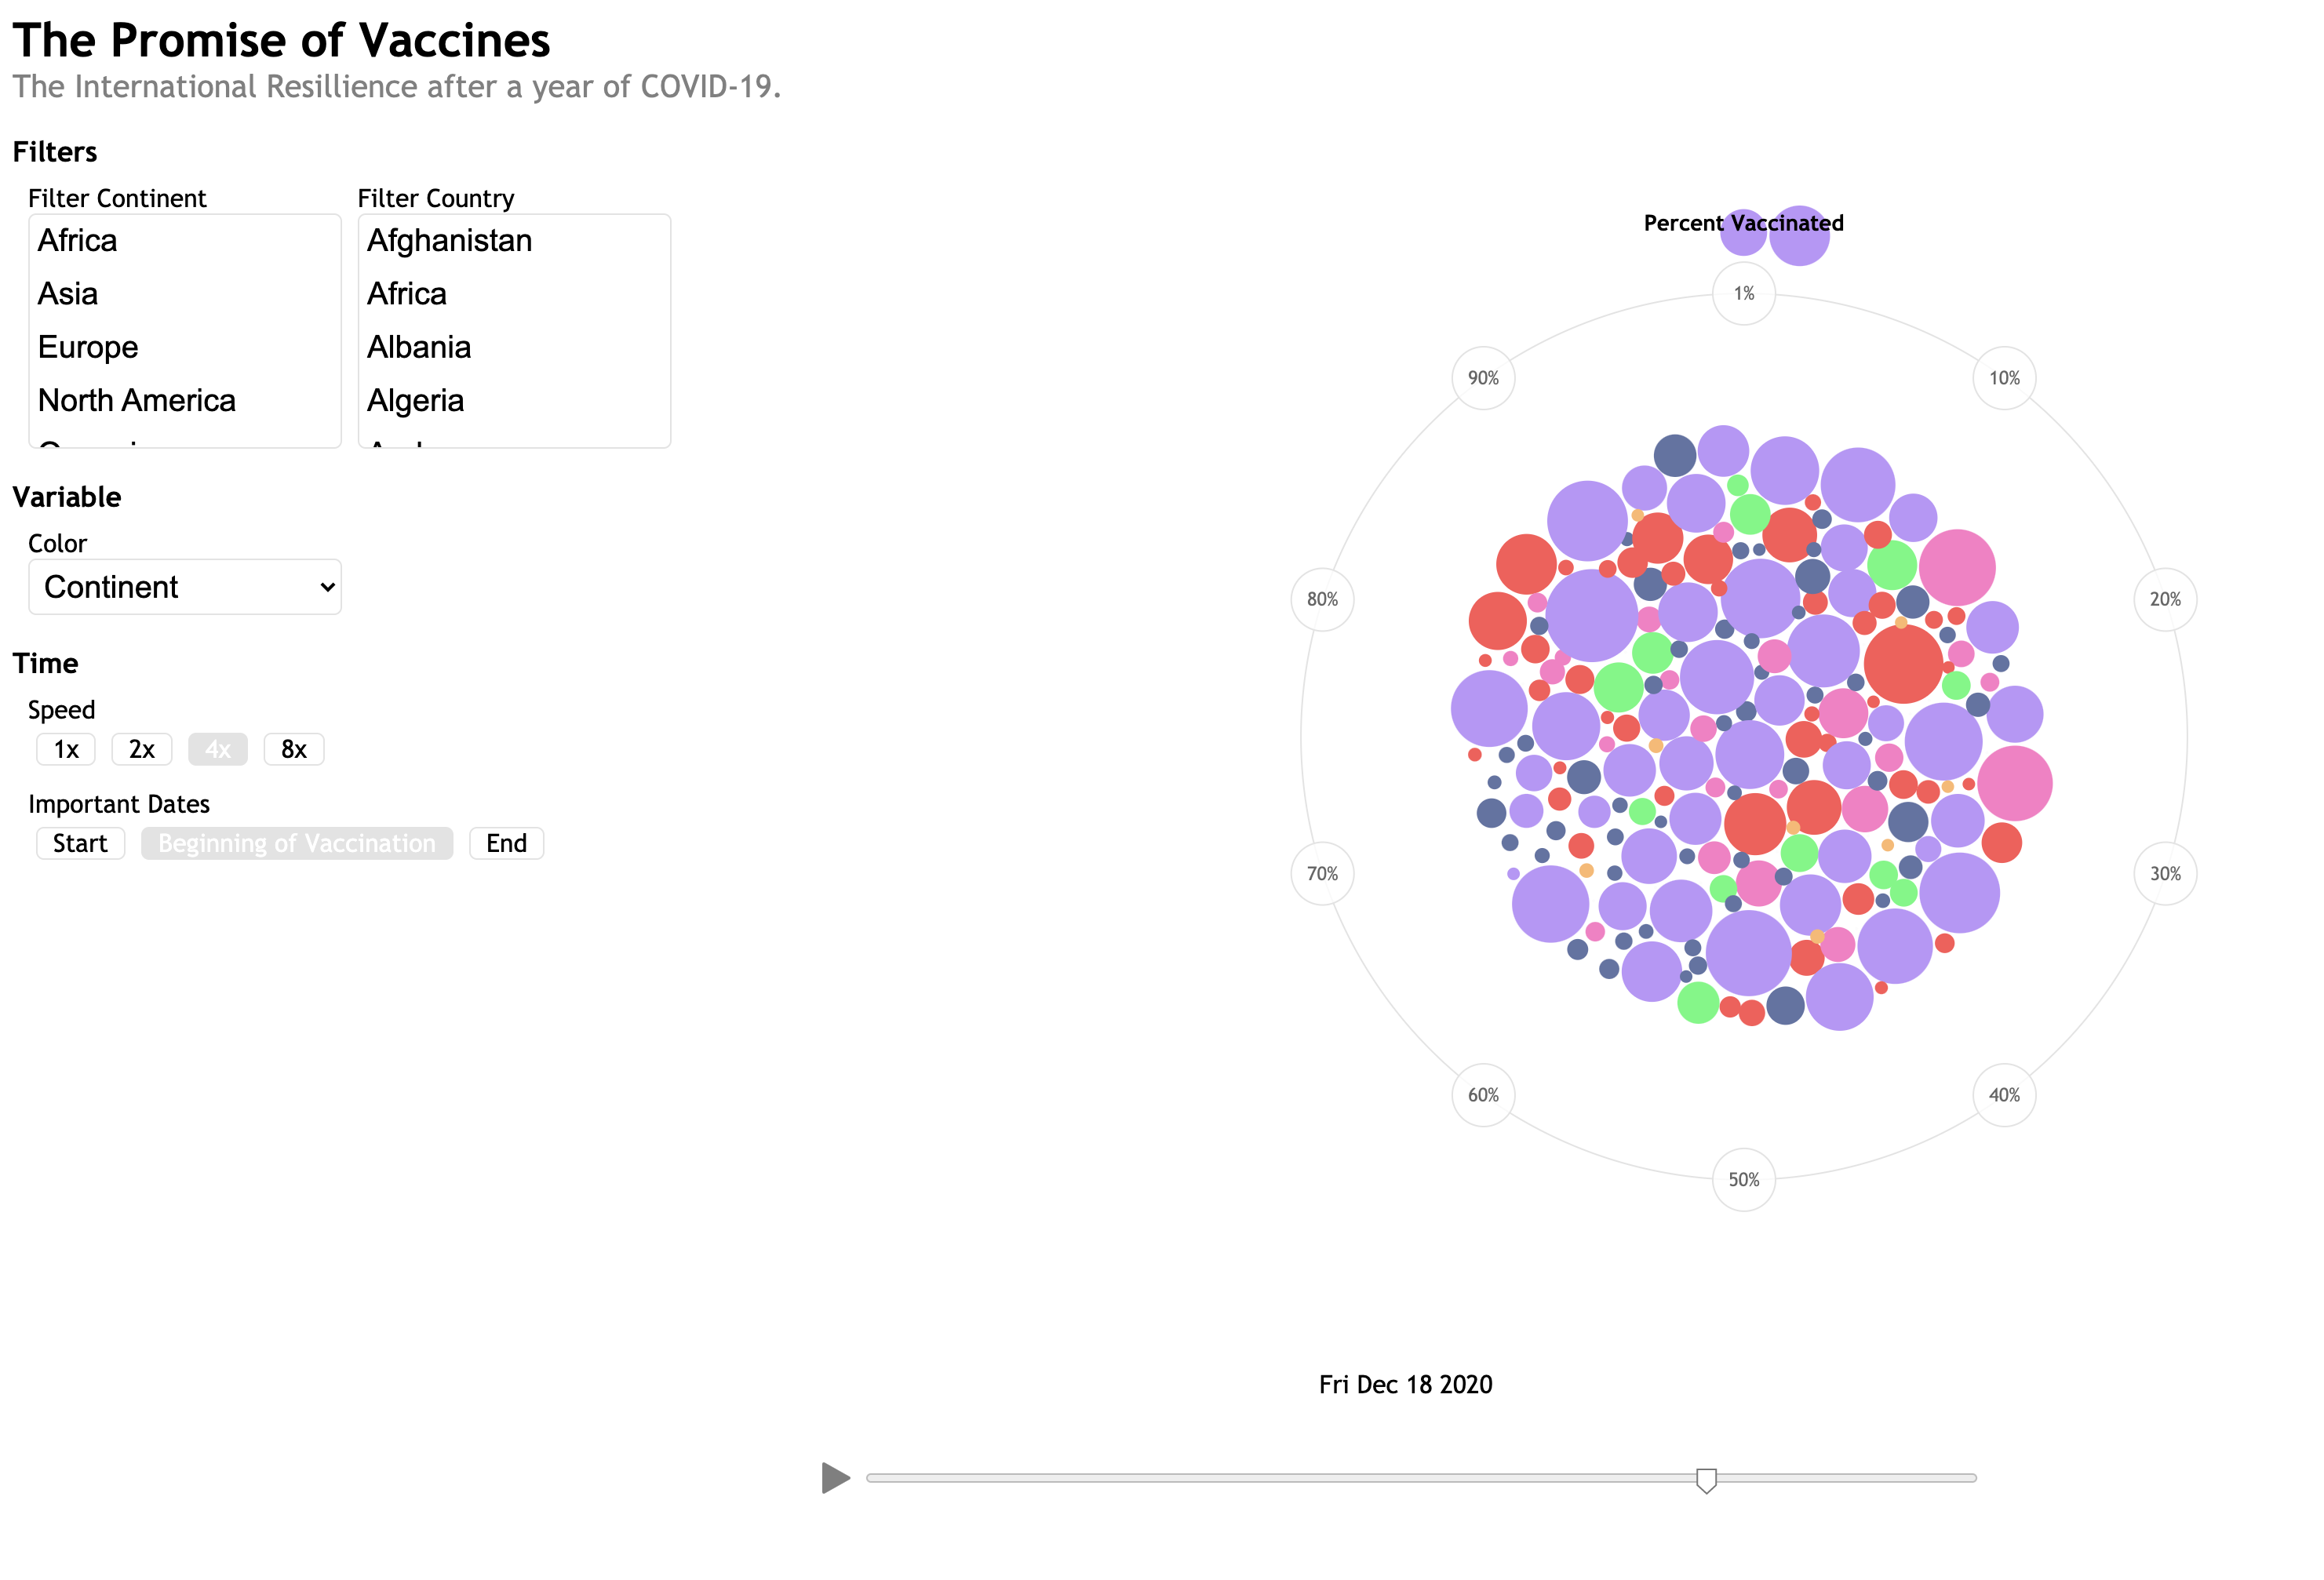 The Promise of Vaccines
The International Resillience after a year of COVID-19.
Filters
Filter Continent
Africa
Asia
Europe
North America
Filter Country
Afghanistan
Africa
Albania
Algeria
Variable
Color
Continent
Time
Speed
1x 2x 4x 8x
Important Dates
Start Beginning of Vaccination End
Percent Vaccinated
1%
10%
20%
30%
40%
50%
60%
70%
80%
90%
Fri Dec 18 2020